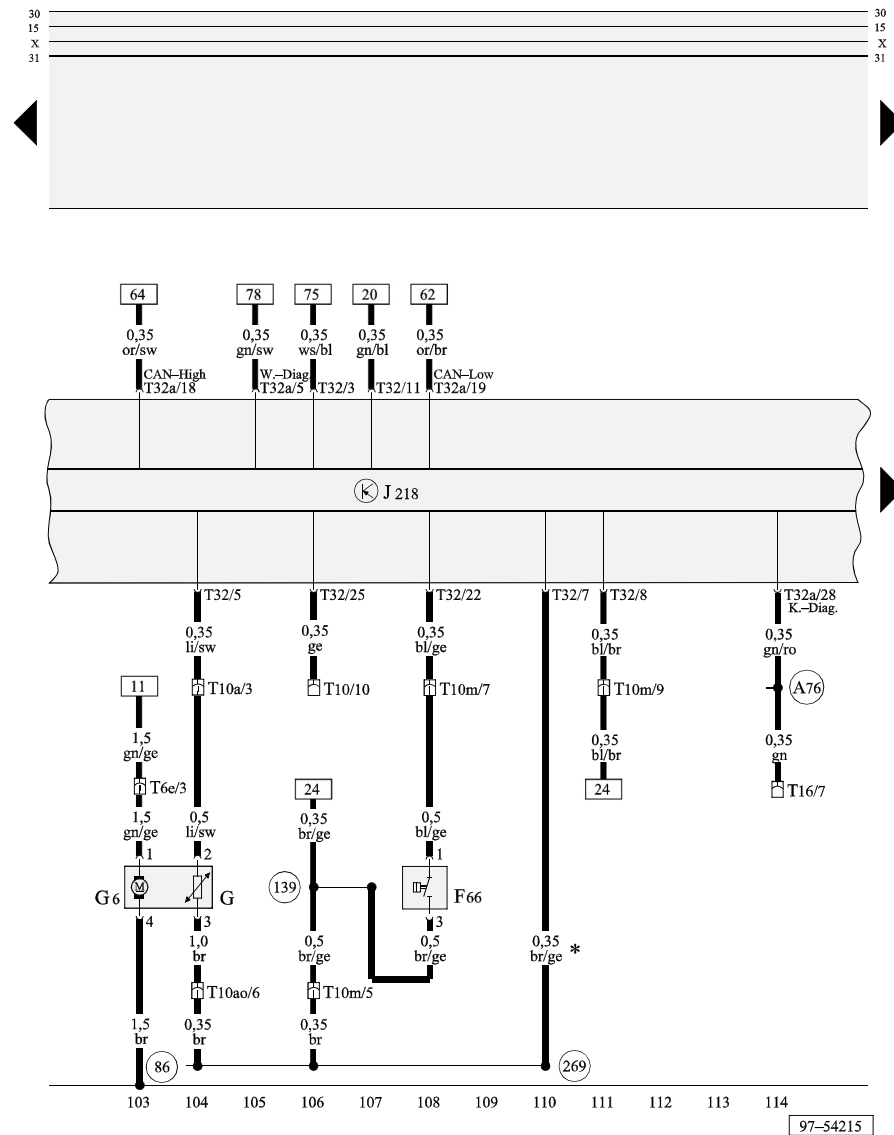 30 30
15 15
X X
31 31
64 78 75 20 62
0,35 0,35 0,35 0,35 0,35
or/sw gn/sw ws/bl gn/bl or/br
CAN–High W.–Diag. CAN–Low
T32a/18 T32a/5 T32/3 T32/11 T32a/19
J 218
T32/5 T32/25 T32/22 T32/7 T32/8 T32a/28
K.–Diag.
0,35 0,35 0,35 0,35 0,35
li/sw ge bl/ge bl/br gn/ro
11 T10a/3 T10/10 T10m/7 T10m/9 A76
1,5 0,35 0,35
gn/ge bl/br gn
T6e/3 24 24 T16/7
1,5 0,5 0,35 0,5
gn/ge li/sw br/ge bl/ge
1 2 1
G6 M G 139 F66
4 3 3
1,0 0,5 0,5 0,35 *
br br/ge br/ge br/ge
T10ao/6 T10m/5
1,5 0,35 0,35
br br br
86 269
103 104 105 106 107 108 109 110 111 112 113 114
97–54215